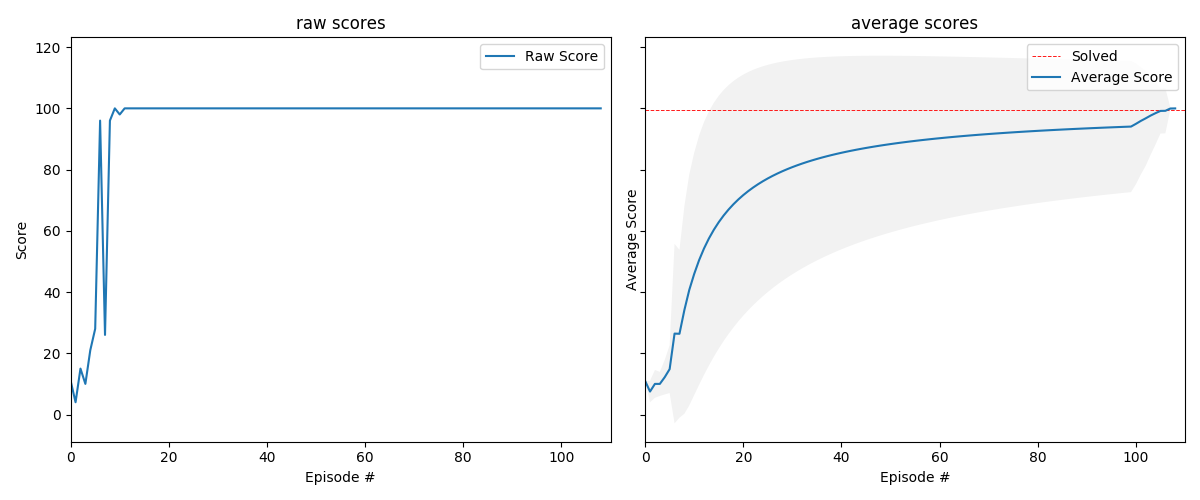 raw scores
120
100
80
60
40
20
0
Score
Raw Score
0 20 40 60 80 100
Episode #
average scores
Average Score
Solved
Average Score
0 20 40 60 80 100
Episode #